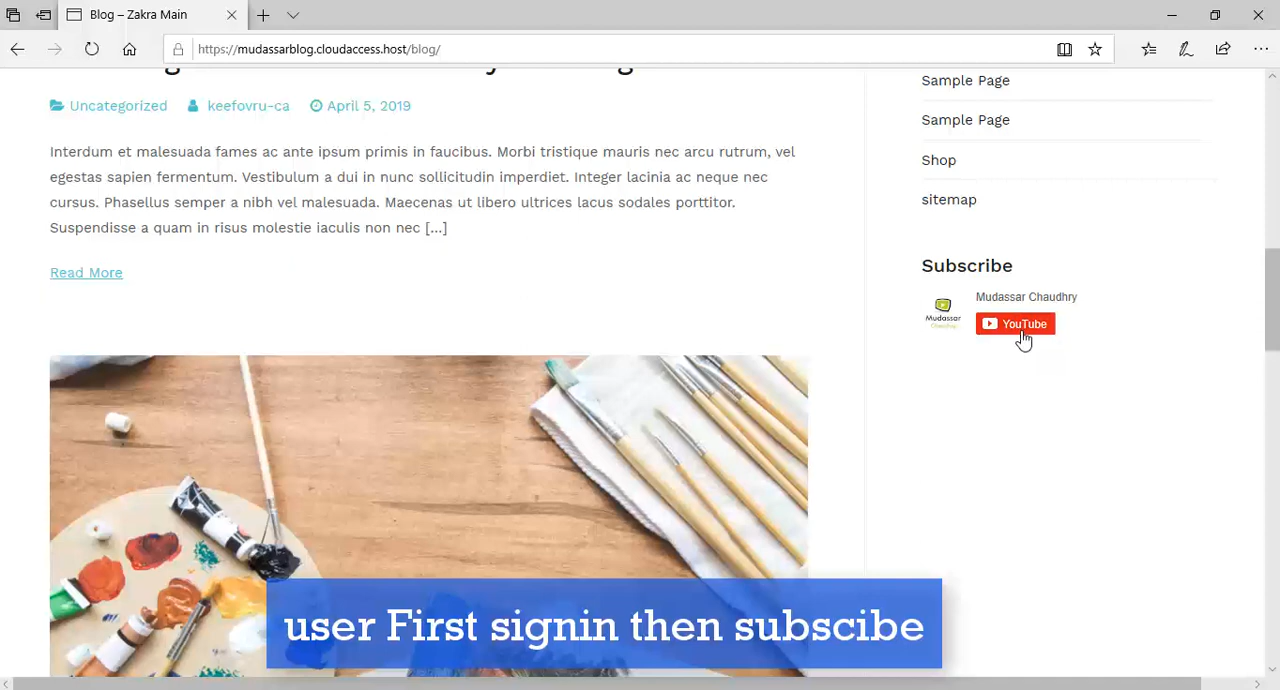 Blog – Zakra Main
https://mudassarblog.cloudaccess.host/blog/
Uncategorized keefovru-ca April 5, 2019
Interdum et malesuada fames ac ante ipsum primis in faucibus. Morbi tristique mauris nec arcu rutrum, vel
egestas sapien fermentum. Vestibulum a dui in nunc sollicitudin imperdiet. Integer lacinia ac neque nec
cursus. Phasellus semper a nibh vel malesuada. Maecenas ut libero ultrices lacus sodales porttitor.
Suspendisse a quam in risus molestie iaculis non nec [...]
Read More
Sample Page
Sample Page
Shop
sitemap
Subscribe
Mudassar Chaudhry
Mudassar
YouTube
user First signin then subscibe